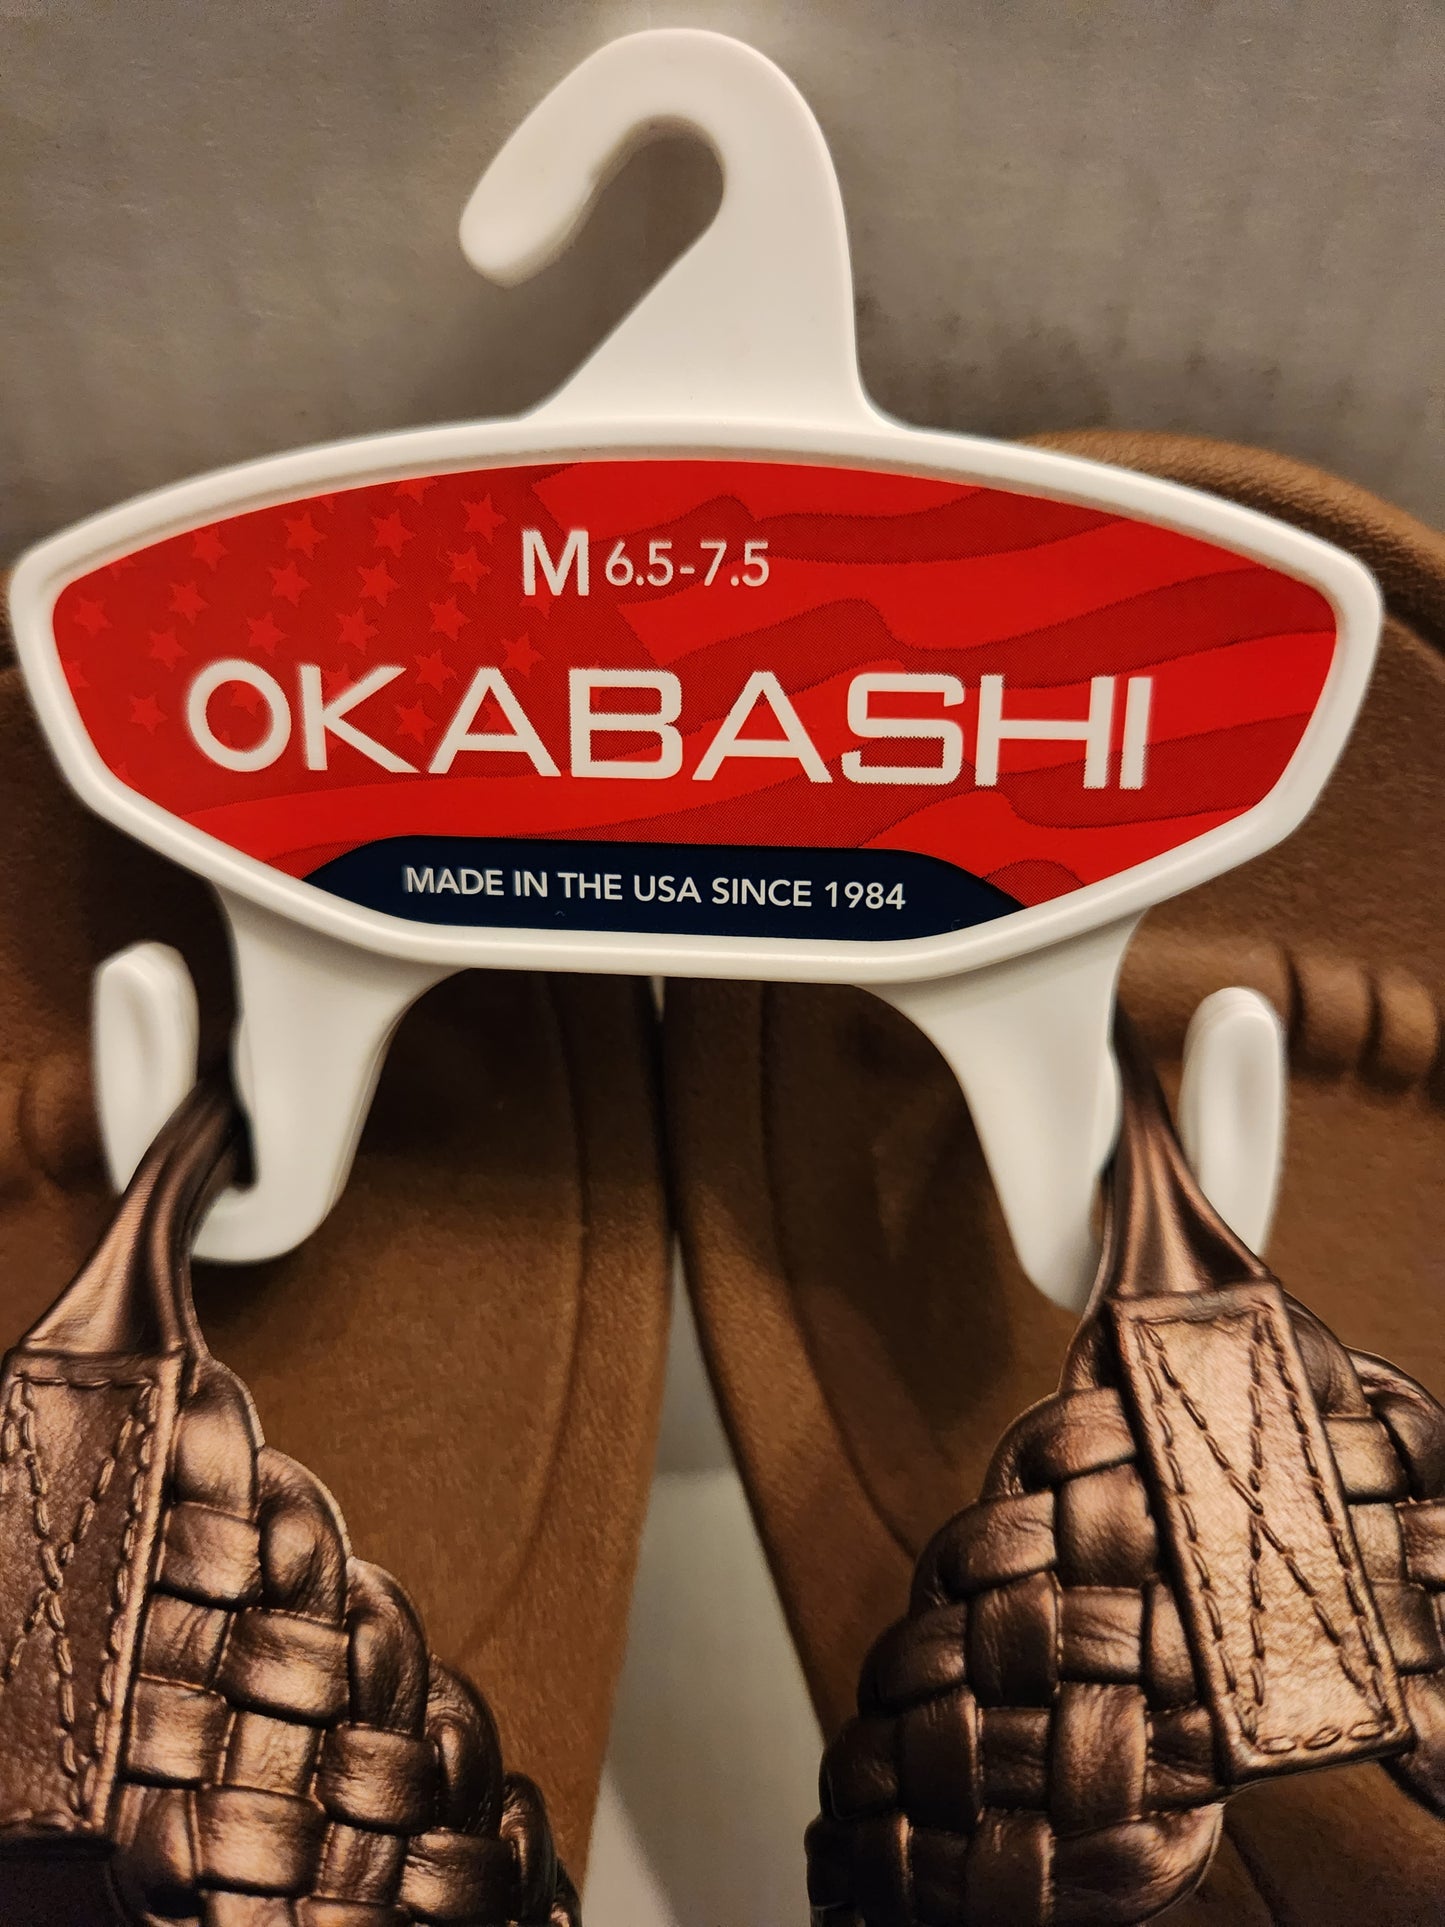 M 6.5-7.5
OKABASHI
MADE IN THE USA SINCE 1984